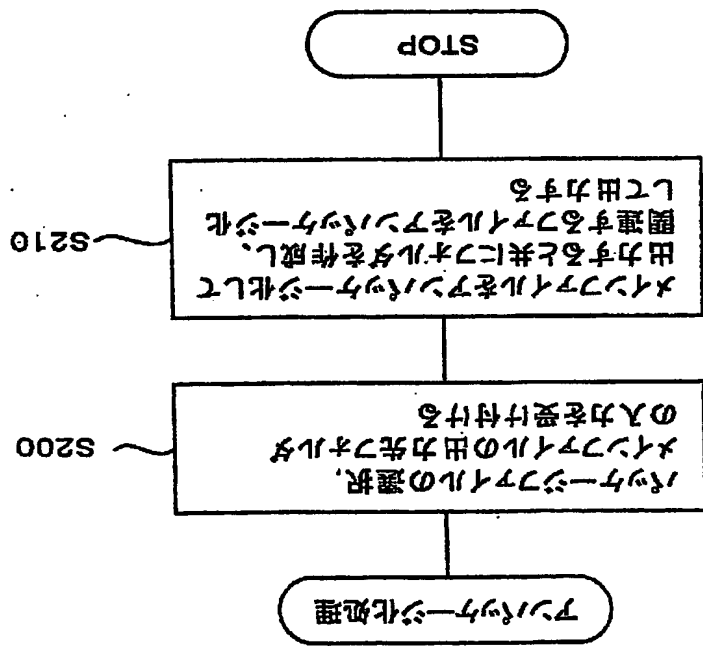 アンパッケージ化処理
パッケージファイルの選択,
メインファイルの出力先フォルダ
の入力を受け付ける
S200
メインファイルをアンパッケージ化して
出力すると共にフォルダを作成し、
関連するファイルをアンパッケージ化
して出力する
S210
STOP